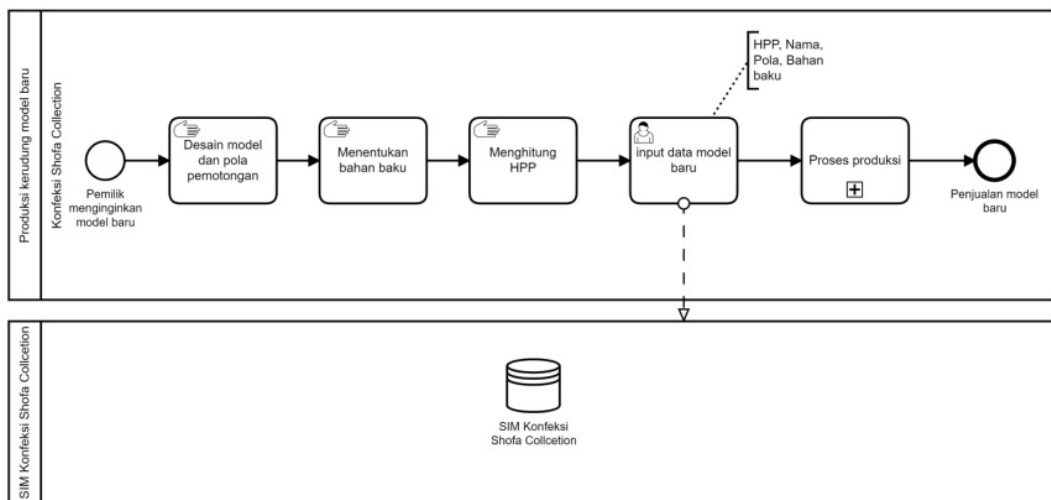 Produksi kerudung model baru
Konfeksi Shofa Collection
HPP, Nama,
Pola, Bahan
baku
Pemilik
menginginkan
model baru
Desain model
dan pola
pemotongan
Menentukan
bahan baku
Menghitung
HPP
input data model
baru
Proses produksi
Penjualan model
baru
SIM Konfeksi Shofa Collcetion
SIM Konfeksi
Shofa Collcetion